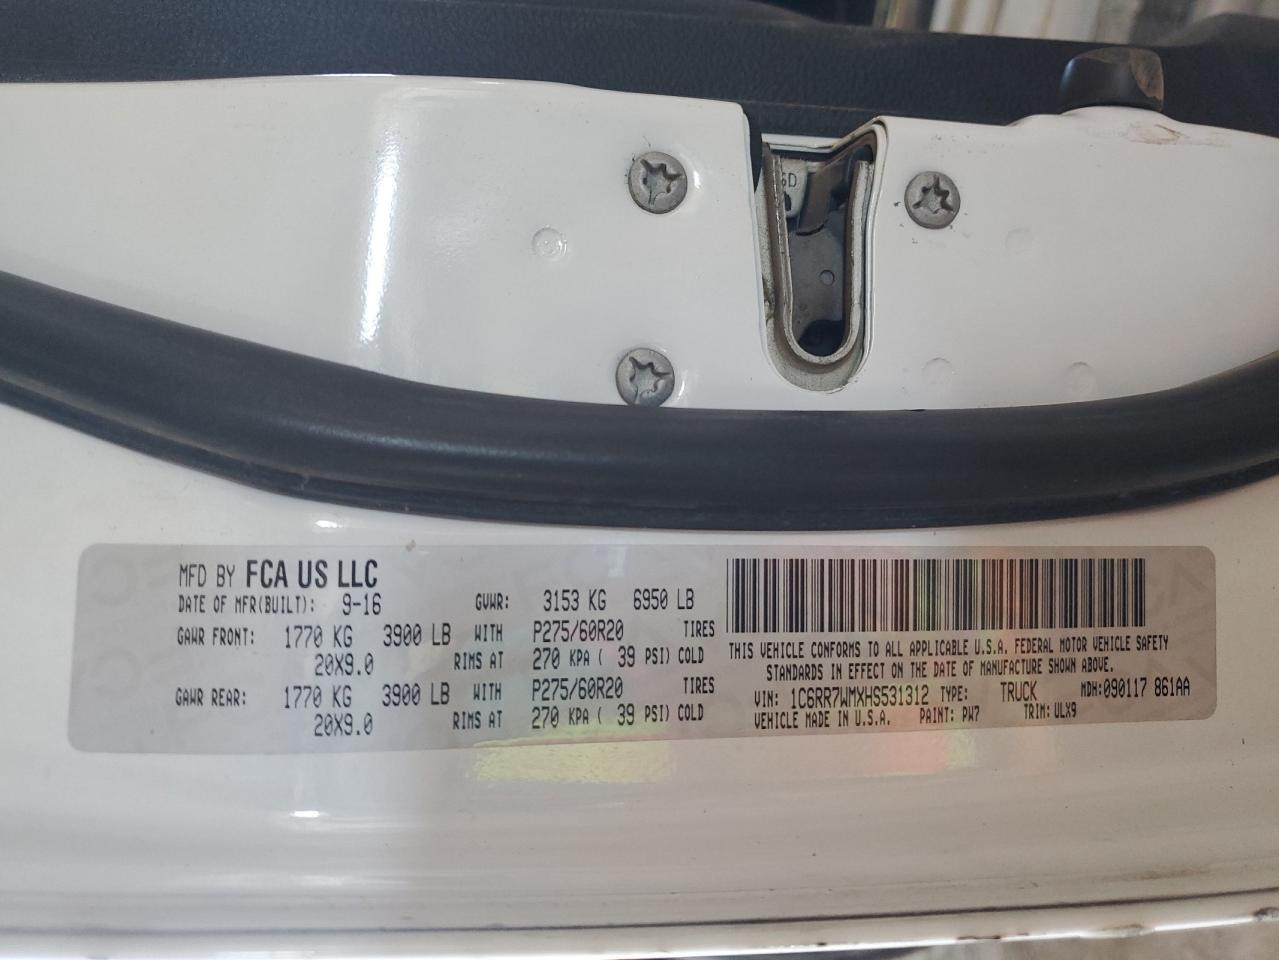 5D
MFD BY FCA US LLC
DATE OF MFR(BUILT): 9-16 GVWR: 3153 KG 6950 LB
GAWR FRONT: 1770 KG 3900 LB WITH P275/60R20 TIRES
20X9.0 RIMS AT 270 KPA ( 39 PSI) COLD
GAWR REAR: 1770 KG 3900 LB WITH P275/60R20 TIRES
20X9.0 RIMS AT 270 KPA ( 39 PSI) COLD
THIS VEHICLE CONFORMS TO ALL APPLICABLE U.S.A. FEDERAL MOTOR VEHICLE SAFETY
STANDARDS IN EFFECT ON THE DATE OF MANUFACTURE SHOWN ABOVE.
VIN: 1C6RR7WMXHS531312 TYPE: TRUCK MDH:090117 861AA
VEHICLE MADE IN U.S.A. PAINT: PW7 TRIM: ULX9